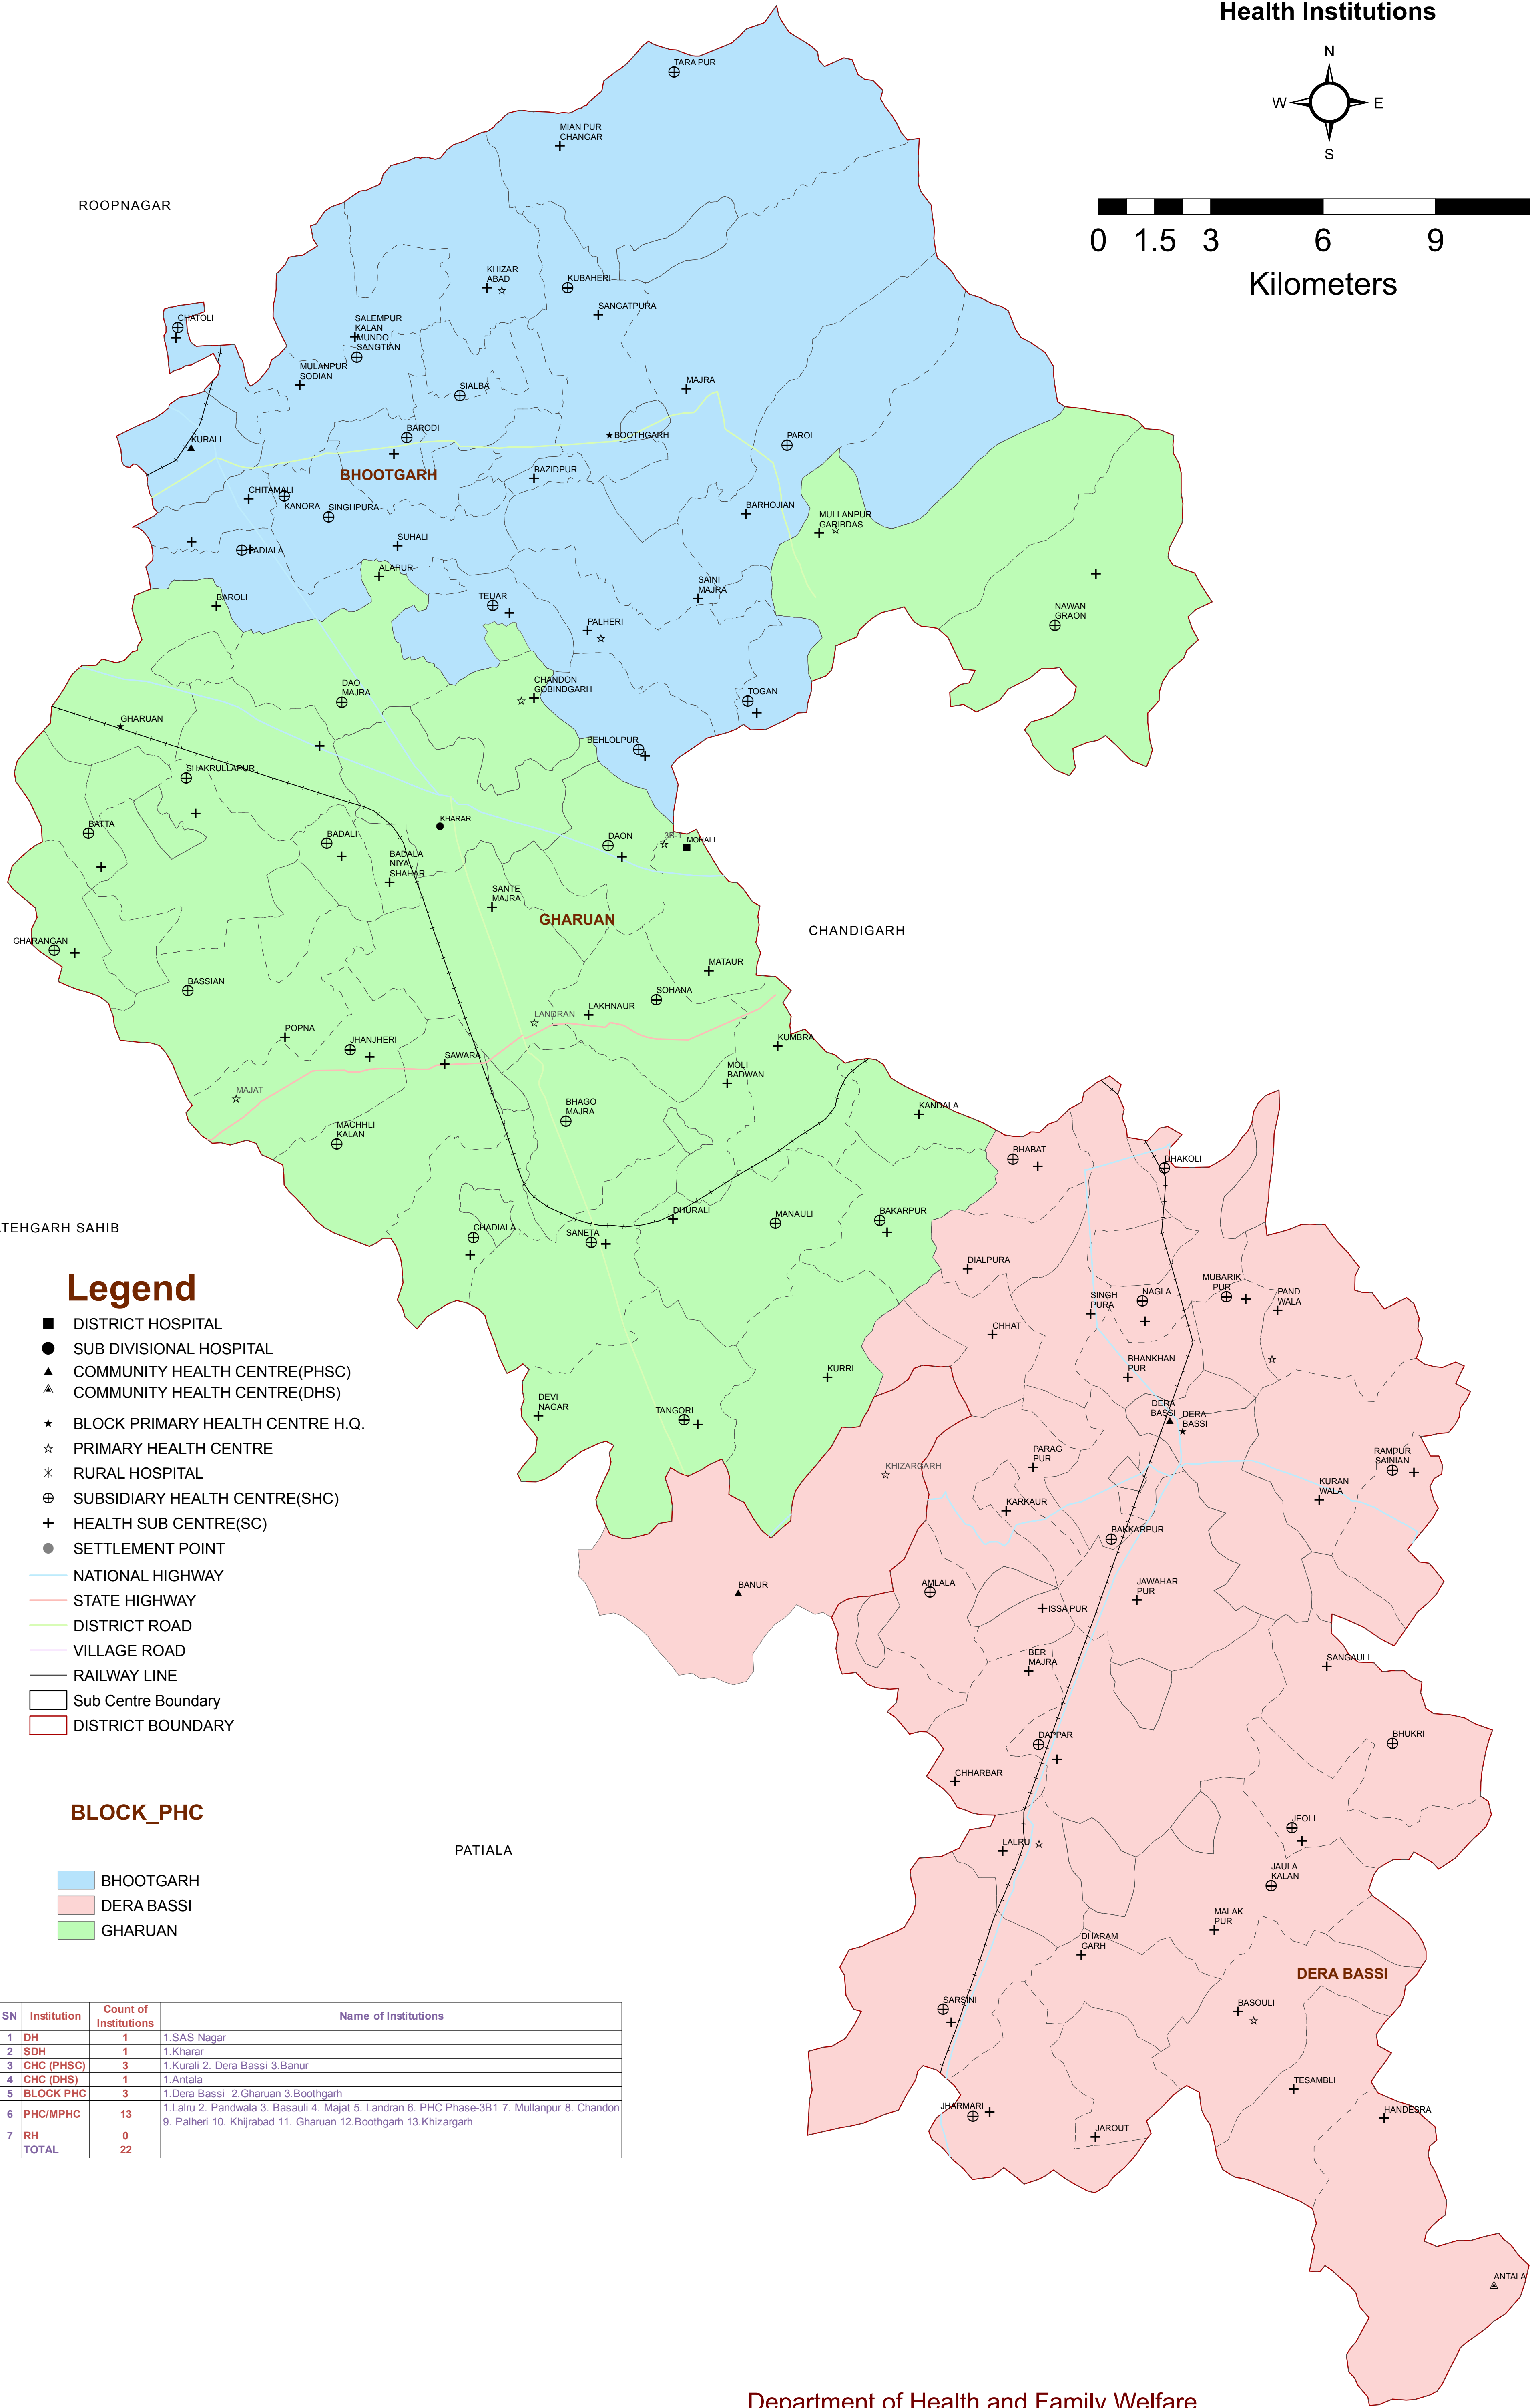 Health Institutions
N
W
E
S
0 1.5 3 6 9
Kilometers
ROOPNAGAR
TARA PUR
MIAN PUR
CHANGAR
KHIZAR
ABAD
KUBAHERI
SANGATPURA
CHATOLI
SALEMPUR
KALAN
MUNDO
SANGTIAN
MULANPUR
SODIAN
SIALBA
MAJRA
BARODI
BOOTHGARH
PAROL
KURALI
BHOOTGARH
BAZIDPUR
CHITAMALI
KANORA
SINGHPURA
BARHOJIAN
MULLANPUR
GARIBDAS
PADIALA
SUHALI
ALAPUR
SAINI
MAJRA
BAROLI
TEUAR
NAWAN
GRAON
PALHERI
DAO
MAJRA
CHANDON
GOBINDGARH
TOGAN
GHARUAN
BEHLOLPUR
SHAKRULLAPUR
BATTA
KHARAR
BADALI
DAON
3B-1
MOHALI
BADALA
NIYA
SHAHAR
SANTE
MAJRA
GHARUAN
CHANDIGARH
GHARANGAN
MATAUR
BASSIAN
SOHANA
LAKHNAUR
LANDRAN
POPNA
JHANJHERI
KUMBRA
SAWARA
MOLI
BADWAN
MAJAT
BHAGO
MAJRA
KANDALA
MACHHLI
KALAN
BHABAT
DHAKOLI
DHURALI
MANAULI
BAKARPUR
ATEHGARH SAHIB
CHADIALA
SANETA
DIALPURA
MUBARIK
PUR
SINGH
PURA
NAGLA
PAND
WALA
CHHAT
BHANKHAN
PUR
KURRI
DEVI
NAGAR
TANGORI
DERA
BASSI
DERA
BASSI
PARAG
PUR
KHIZARGARH
RAMPUR
SAINIAN
KURAN
WALA
KARKAUR
BAKKARPUR
BANUR
AMLALA
JAWAHAR
PUR
ISSA PUR
BER
MAJRA
SANGAULI
DAPPAR
BHUKRI
CHHARBAR
JEOLI
LALRU
JAULA
KALAN
MALAK
PUR
DHARAM
GARH
DERA BASSI
SARSINI
BASOULI
TESAMBLI
JHARMARI
HANDESRA
JAROUT
ANTALA
PATIALA
Legend
DISTRICT HOSPITAL
SUB DIVISIONAL HOSPITAL
COMMUNITY HEALTH CENTRE(PHSC)
COMMUNITY HEALTH CENTRE(DHS)
BLOCK PRIMARY HEALTH CENTRE H.Q.
PRIMARY HEALTH CENTRE
RURAL HOSPITAL
SUBSIDIARY HEALTH CENTRE(SHC)
HEALTH SUB CENTRE(SC)
SETTLEMENT POINT
NATIONAL HIGHWAY
STATE HIGHWAY
DISTRICT ROAD
VILLAGE ROAD
RAILWAY LINE
Sub Centre Boundary
DISTRICT BOUNDARY
BLOCK_PHC
BHOOTGARH
DERA BASSI
GHARUAN
SN Institution Count of Institutions Name of Institutions
1 DH 1 1.SAS Nagar
2 SDH 1 1.Kharar
3 CHC (PHSC) 3 1.Kurali 2. Dera Bassi 3.Banur
4 CHC (DHS) 1 1.Antala
5 BLOCK PHC 3 1.Dera Bassi 2.Gharuan 3.Boothgarh
6 PHC/MPHC 13 1.Lalru 2. Pandwala 3. Basauli 4. Majat 5. Landran 6. PHC Phase-3B1 7. Mullanpur 8. Chandon
9. Palheri 10. Khijrabad 11. Gharuan 12.Boothgarh 13.Khizargarh
7 RH 0
TOTAL 22
Department of Health and Family Welfare